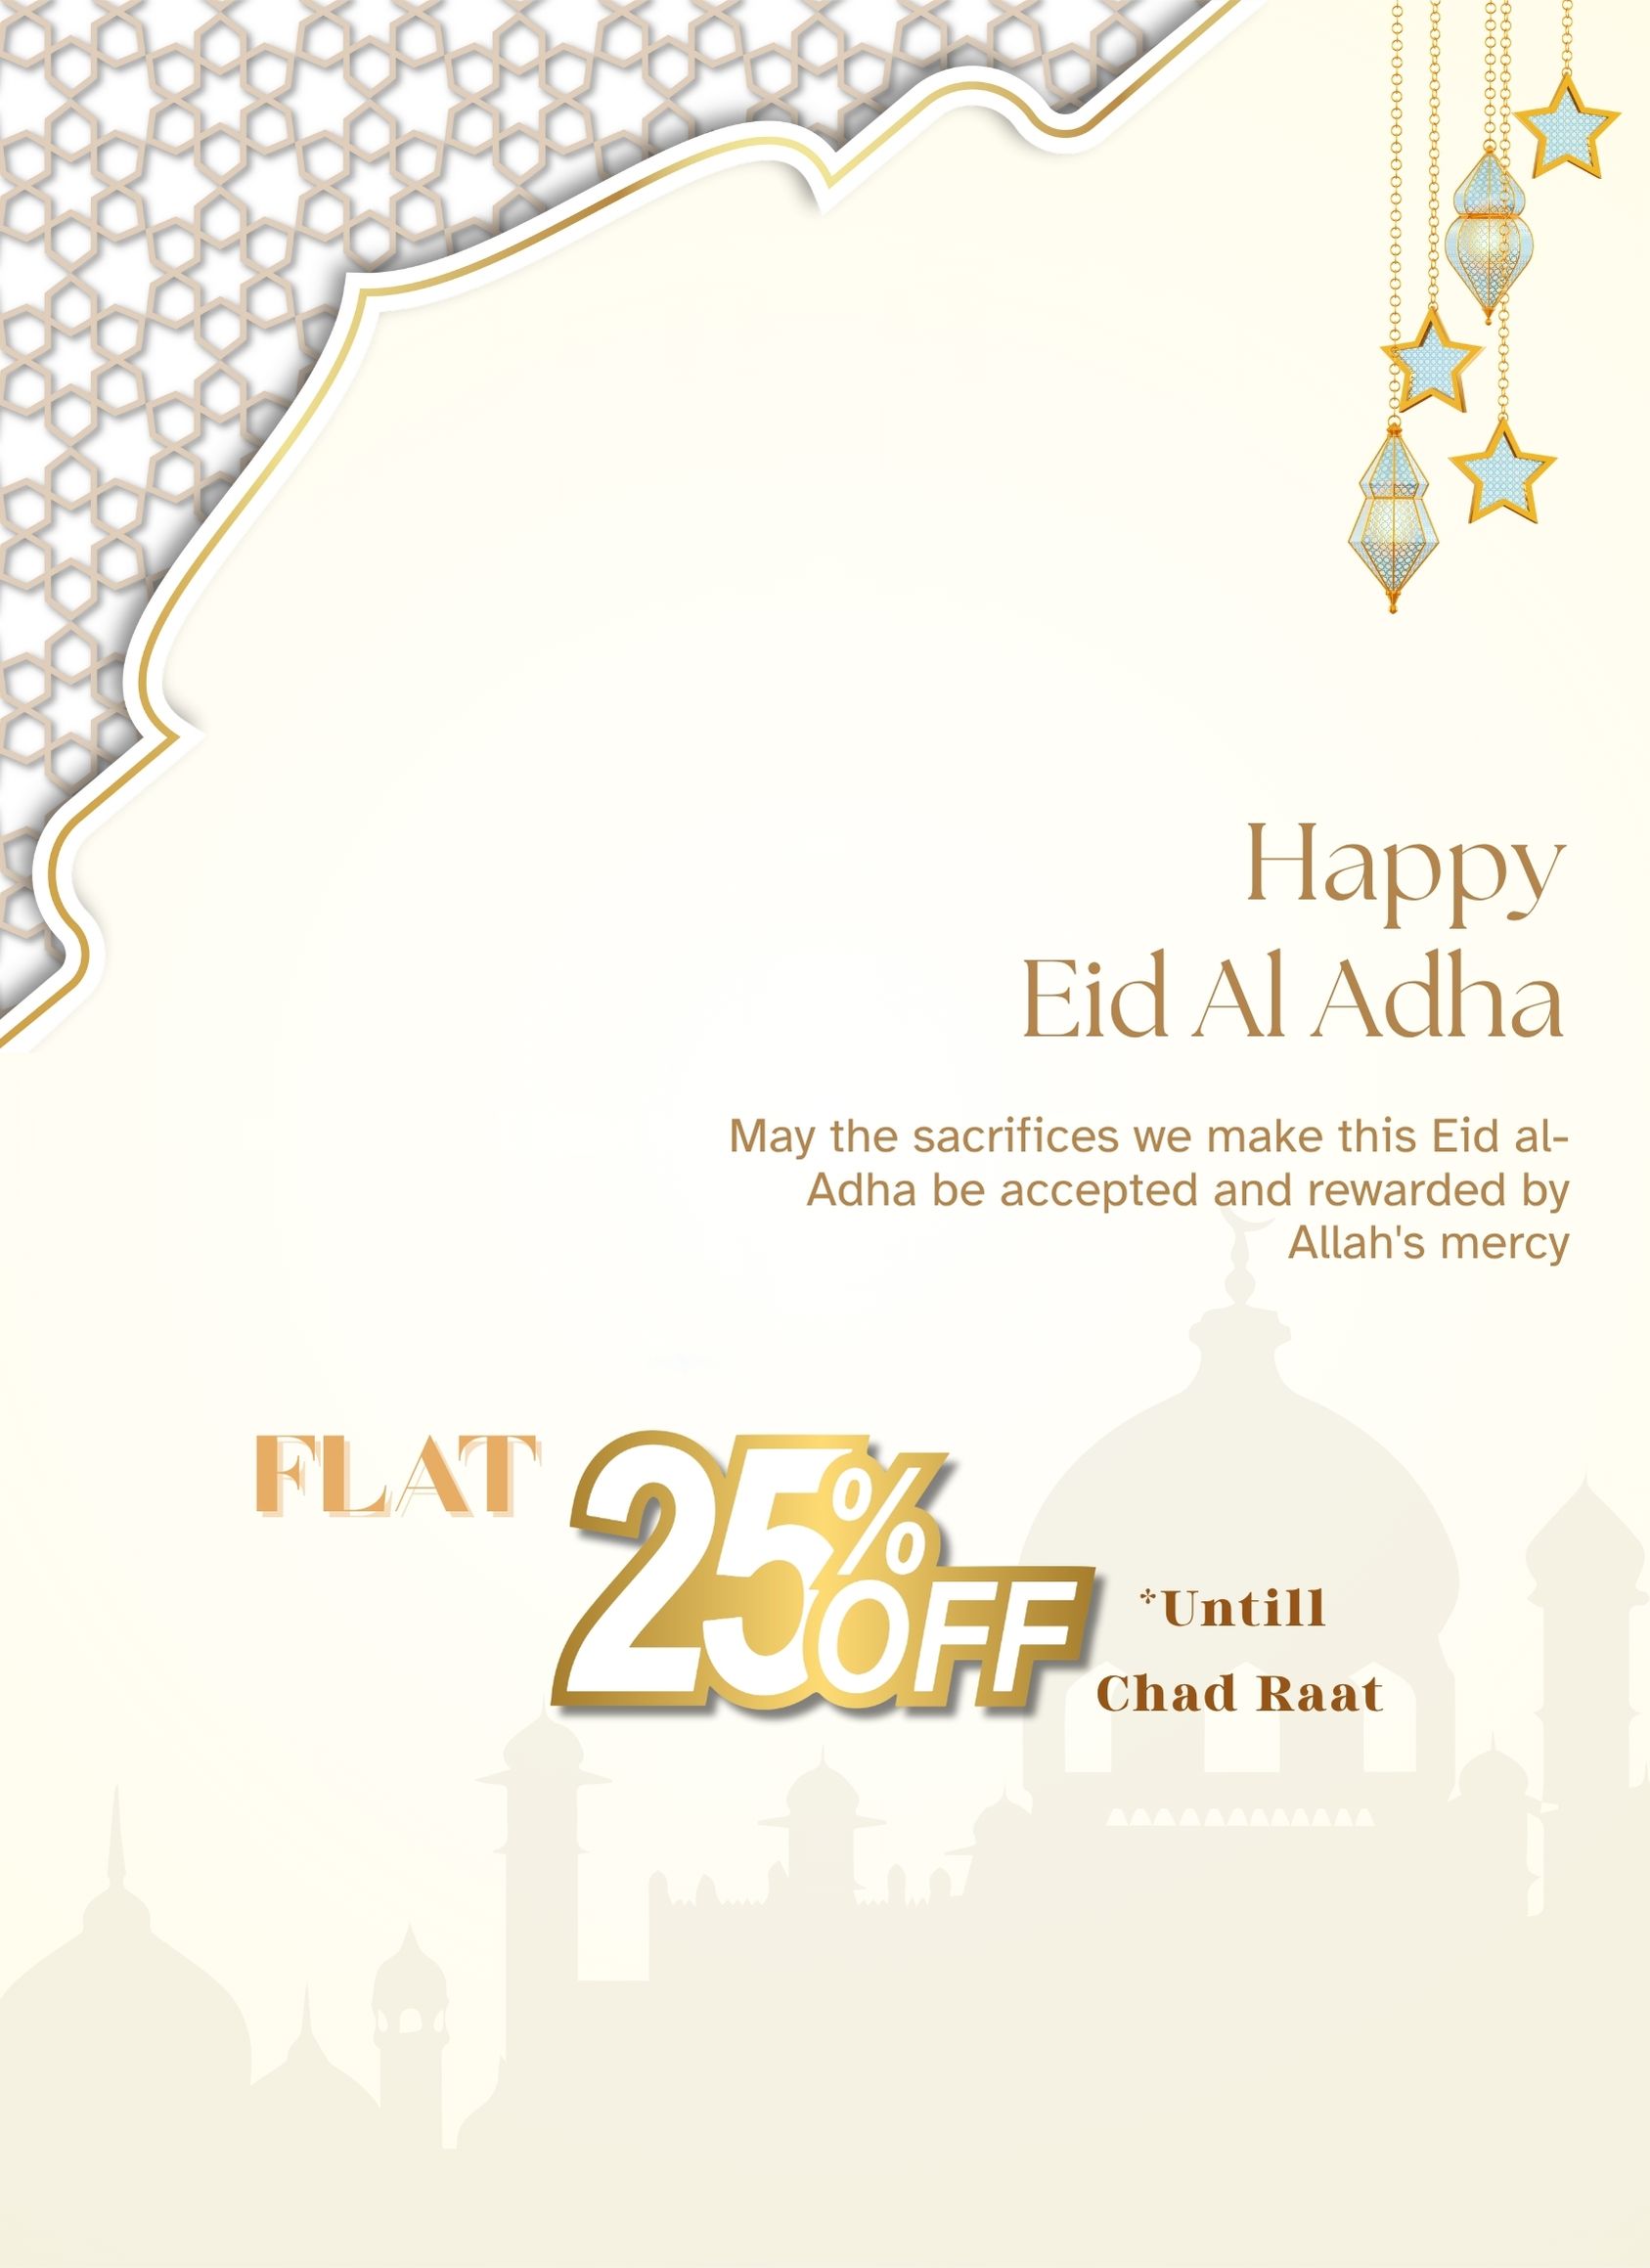 Happy
Eid Al Adha
May the sacrifices we make this Eid al-
Adha be accepted and rewarded by
Allah's mercy
FLAT
25%
OFF
*Untill
Chad Raat